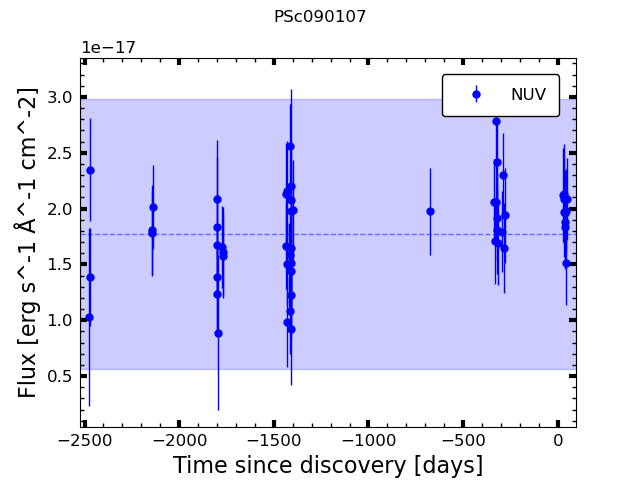 PSc090107
1e−17
NUV
3.0
2.5
2.0
1.5
1.0
0.5
Flux [erg s^-1 Å^-1 cm^-2]
−2500 −2000 −1500 −1000 −500 0
Time since discovery [days]